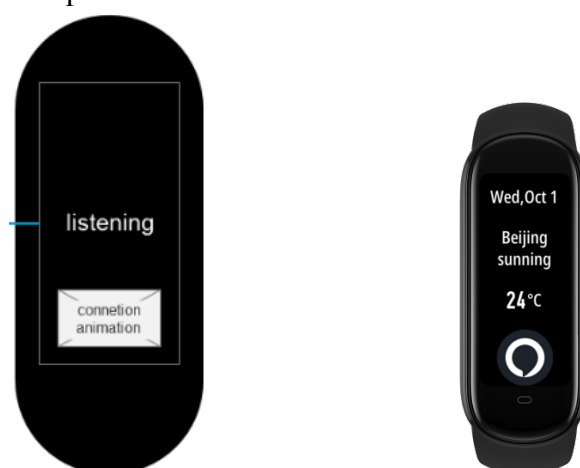 listening
connetion
animation
Wed,Oct 1
Beijing
sunning
24°C